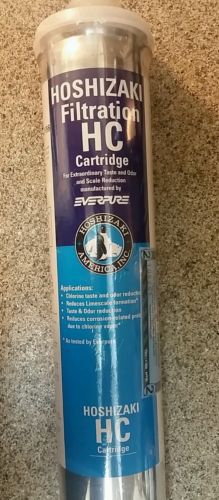 HOSHIZAKI
Filtration
HC
Cartridge
For Extraordinary Taste and Odor
and Scale Reduction
manufactured by
EVERPURE
HOSHIZAKI
AMERICA, INC.
Applications:
• Chlorine taste and odor reduction
• Reduces Limescale formation*
• Taste & Odor reduction
• Reduces corrosion-related
due to chlorine vapor*
* As tested by Everpure
HOSHIZAKI
HC
Cartridge